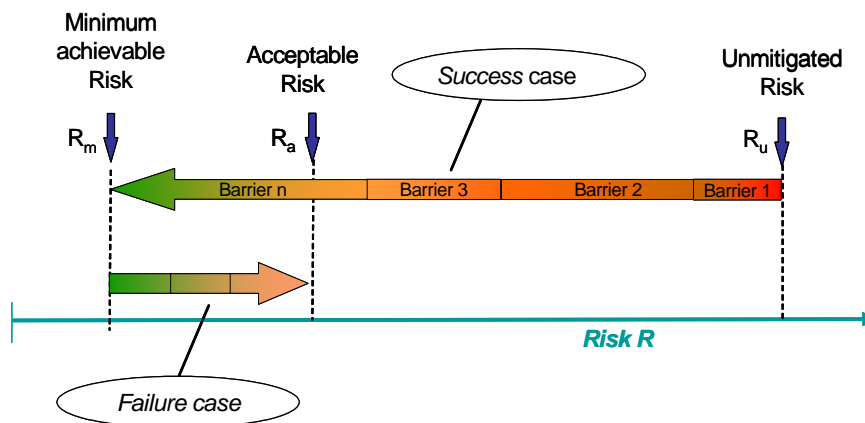 Minimum
achievable
Risk
Acceptable
Risk
Success case
Unmitigated
Risk
Rm
Ra
Ru
Barrier n
Barrier 3
Barrier 2
Barrier 1
Risk R
Failure case